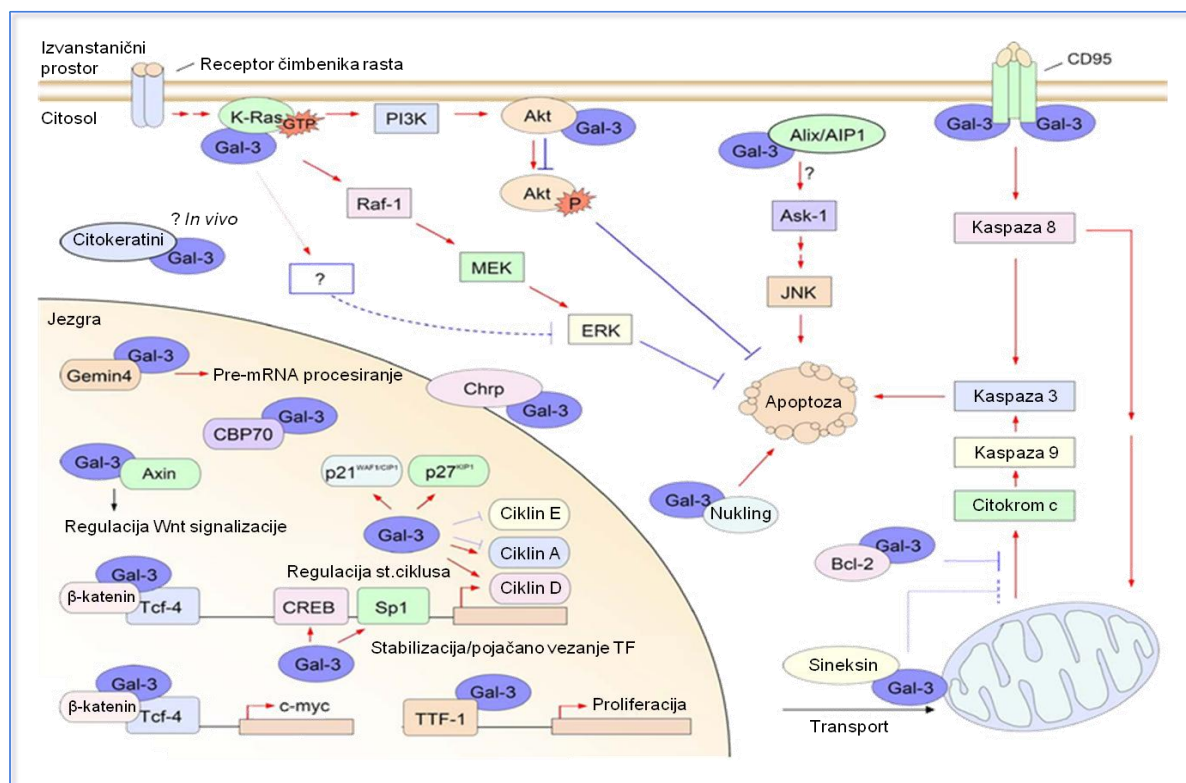 Izvanstanični
prostor
Receptor čimbenika rasta
CD95
Citosol
K-Ras
GTP
Gal-3
PI3K
Akt
Gal-3
Gal-3
Gal-3
Alix/AIP1
Gal-3
?
Akt
P
Raf-1
Ask-1
Kaspaza 8
? In vivo
Citokeratini
Gal-3
MEK
?
JNK
ERK
Jezgra
Gal-3
Gemin4
Pre-mRNA procesiranje
Chrp
Gal-3
Apoptoza
Kaspaza 3
Gal-3
CBP70
Kaspaza 9
Gal-3
Axin
p21WAF1/CIP1
p27KIP1
Gal-3
Nukling
Citokrom c
Regulacija Wnt signalizacije
Gal-3
Ciklin E
Ciklin A
Ciklin D
Gal-3
Bcl-2
Regulacija st.ciklusa
Gal-3
β-katenin
Tcf-4
CREB
Sp1
Stabilizacija/pojačano vezanje TF
Gal-3
Sineksin
Gal-3
Transport
Gal-3
β-katenin
Tcf-4
c-myc
Gal-3
TTF-1
Proliferacija